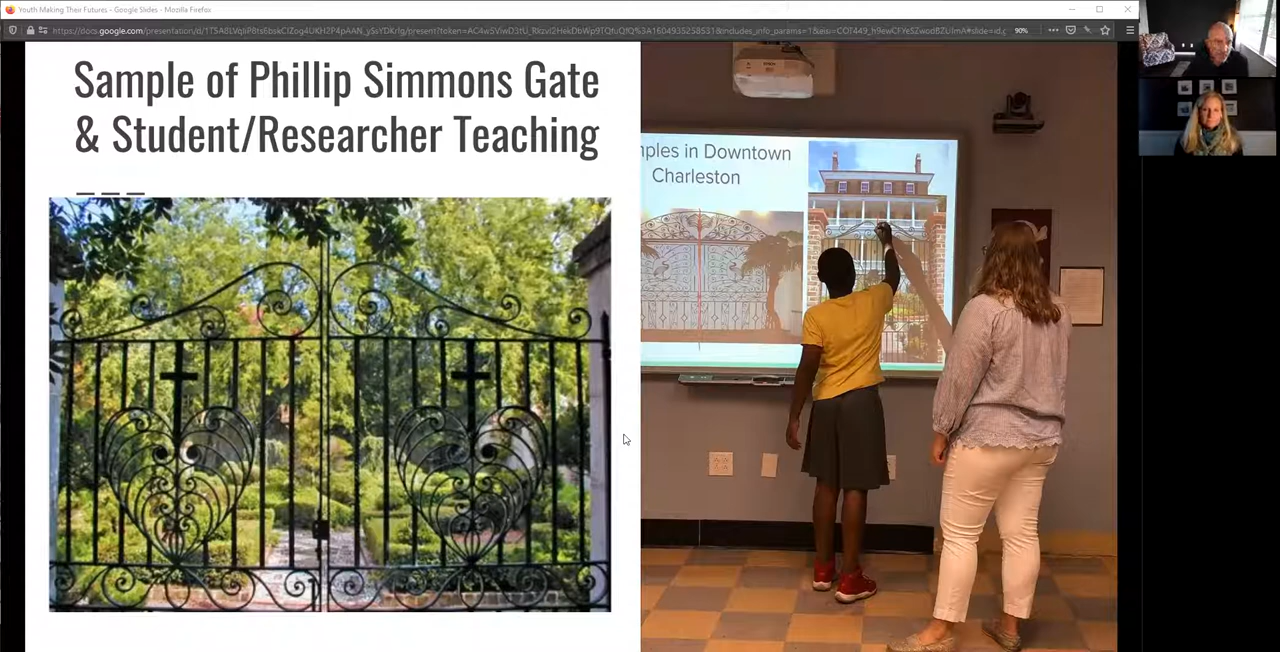 Youth Making Their Futures - Google Slides - Mozilla Firefox
90%
Sample of Phillip Simmons Gate
& Student/Researcher Teaching
in Downtown
Charleston